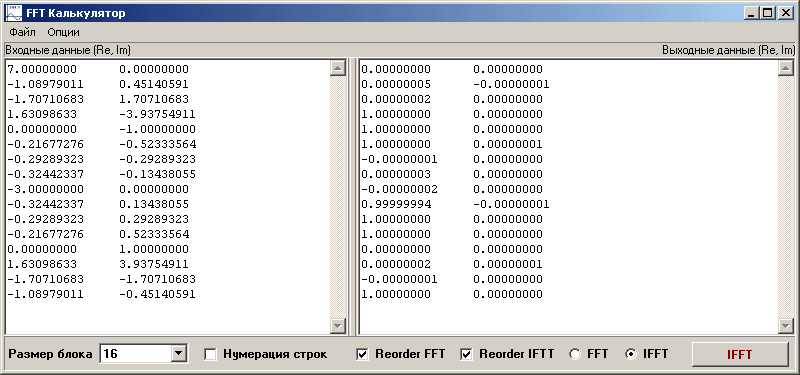 FFT Калькулятор
Файл Опции
Входные данные (Re, Im) Выходные данные (Re, Im)
7.00000000 0.00000000 0.00000000 0.00000000
-1.08979011 0.45140591 0.00000005 -0.00000001
-1.70710683 1.70710683 0.00000002 0.00000000
1.63098633 -3.93754911 1.00000000 0.00000000
0.00000000 -1.00000000 1.00000000 0.00000000
-0.21677276 -0.52333564 1.00000000 0.00000001
-0.29289323 -0.29289323 -0.00000001 0.00000000
-0.32442337 -0.13438055 0.00000003 0.00000000
-3.00000000 0.00000000 -0.00000002 0.00000000
-0.32442337 0.13438055 0.99999994 -0.00000001
-0.29289323 0.29289323 1.00000000 0.00000000
-0.21677276 0.52333564 1.00000000 0.00000000
0.00000000 1.00000000 0.00000000 0.00000000
1.63098633 3.93754911 0.00000002 0.00000001
-1.70710683 -1.70710683 -0.00000001 0.00000000
-1.08979011 -0.45140591 1.00000000 0.00000000
Размер блока 16 Нумерация строк Reorder FFT Reorder IFTT FFT IFFT IFFT